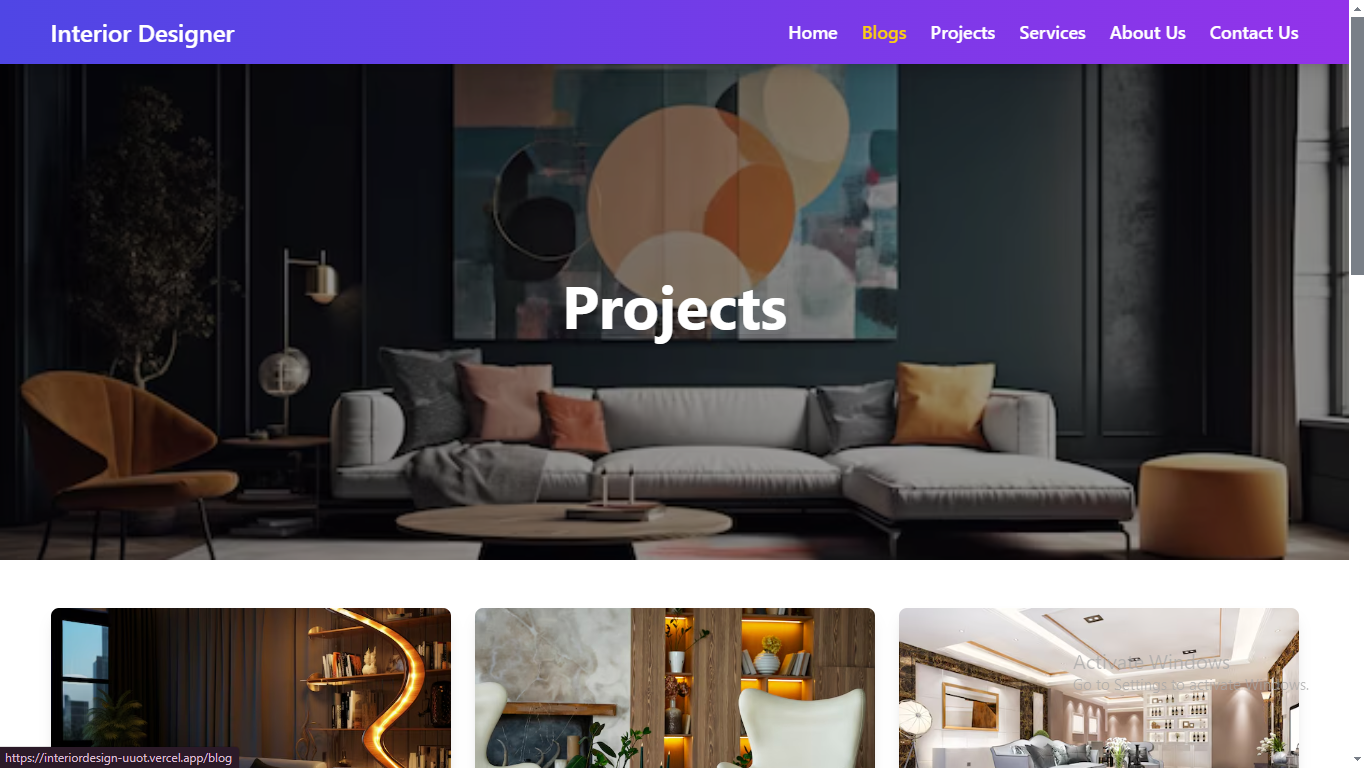 Interior Designer
Home Blogs Projects Services About Us Contact Us
Projects
Activate Windows
Go to Settings to activate Windows.
https://interiordesign-uuot.vercel.app/blog